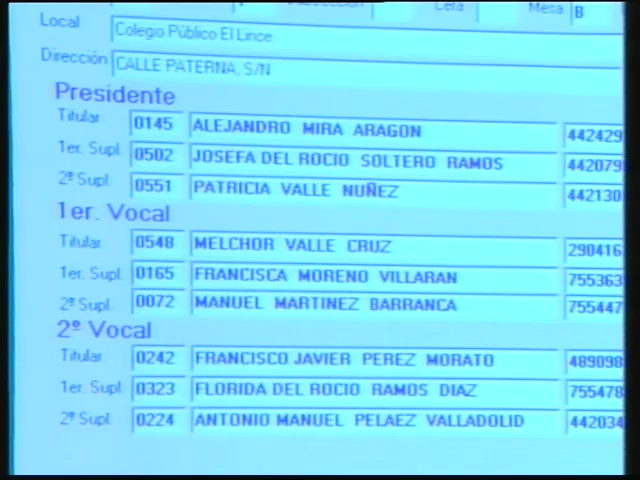 Letra Mesa B
Local Colegio Público El Lince
Dirección CALLE PATERNA, S/N
Presidente
Titular 0145 ALEJANDRO MIRA ARAGON 442429
1er. Supl. 0502 JOSEFA DEL ROCIO SOLTERO RAMOS 442079
2º Supl. 0551 PATRICIA VALLE NUÑEZ 442130
1er. Vocal
Titular 0548 MELCHOR VALLE CRUZ 290416
1er. Supl. 0165 FRANCISCA MORENO VILLARAN 755363
2º Supl. 0072 MANUEL MARTINEZ BARRANCA 755447
2º Vocal
Titular 0242 FRANCISCO JAVIER PEREZ MORATO 489098
1er. Supl. 0323 FLORIDA DEL ROCIO RAMOS DIAZ 755478
2º Supl. 0224 ANTONIO MANUEL PELAEZ VALLADOLID 442034